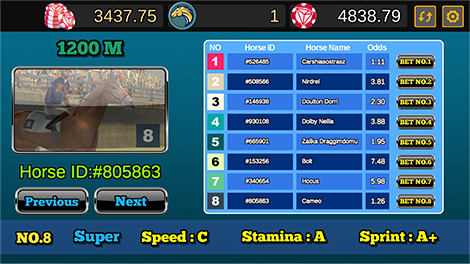 3437.75 1 4838.79
1200 M
8
Horse ID:#805863
Previous Next
NO Horse ID Horse Name Odds
1 #526485 Carshiasostrasz 1.11 BET NO.1
2 #508566 Nirdrel 3.81 BET NO.2
3 #146938 Doulton Dorri 2.30 BET NO.3
4 #930108 Dolby Neilla 3.88 BET NO.4
5 #665901 Zalika Draggimdomu 1.95 BET NO.5
6 #153256 Bolt 7.48 BET NO.6
7 #340654 Hocus 5.98 BET NO.7
8 #805863 Cameo 1.26 BET NO.8
NO.8 Super Speed : C Stamina : A Sprint : A+